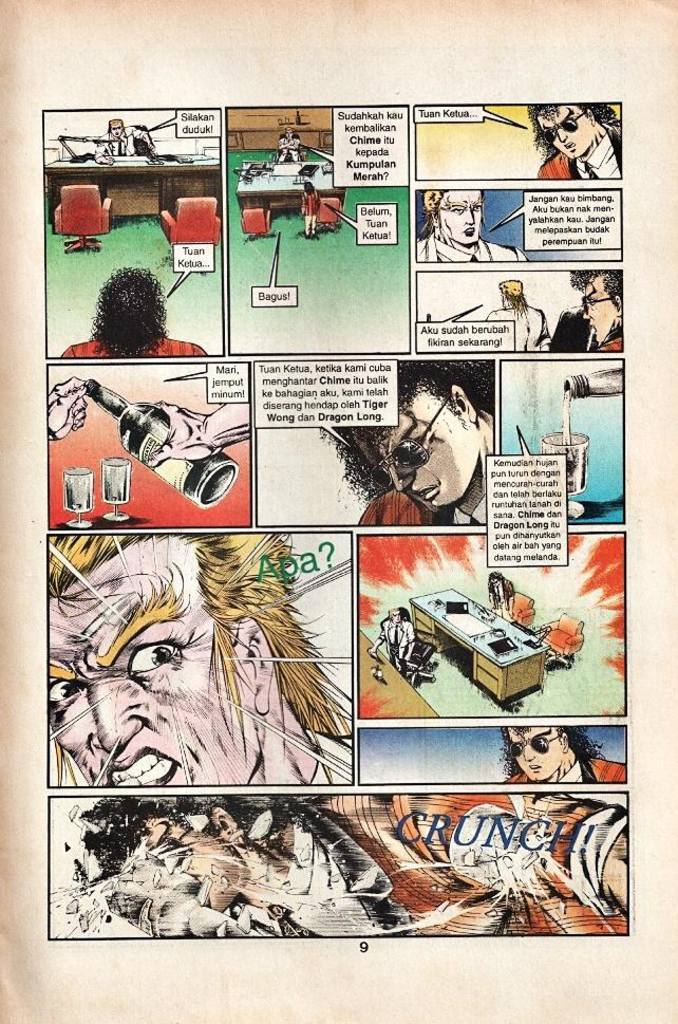 Silakan
duduk!
Tuan
Ketua...
Sudahkah kau
kembalikan
Chime itu
kepada
Kumpulan
Merah?
Belum,
Tuan
Ketua!
Bagus!
Tuan Ketua...
Jangan kau bimbang,
Aku bukan nak men-
yalahkan kau. Jangan
melepaskan budak
perempuan itu!
Aku sudah berubah
fikiran sekarang!
Mari,
jemput
minum!
Tuan Ketua, ketika kami cuba
menghantar Chime itu balik
ke bahagian aku, kami telah
diserang hendap oleh Tiger
Wong dan Dragon Long.
Kemudian hujan
pun turun dengan
mencurah-curah
dan telah berlaku
runtuhan tanah di
sana. Chime dan
Dragon Long itu
pun dihanyutkan
oleh air bah yang
datang melanda.
Apa?
CRUNCH!
9